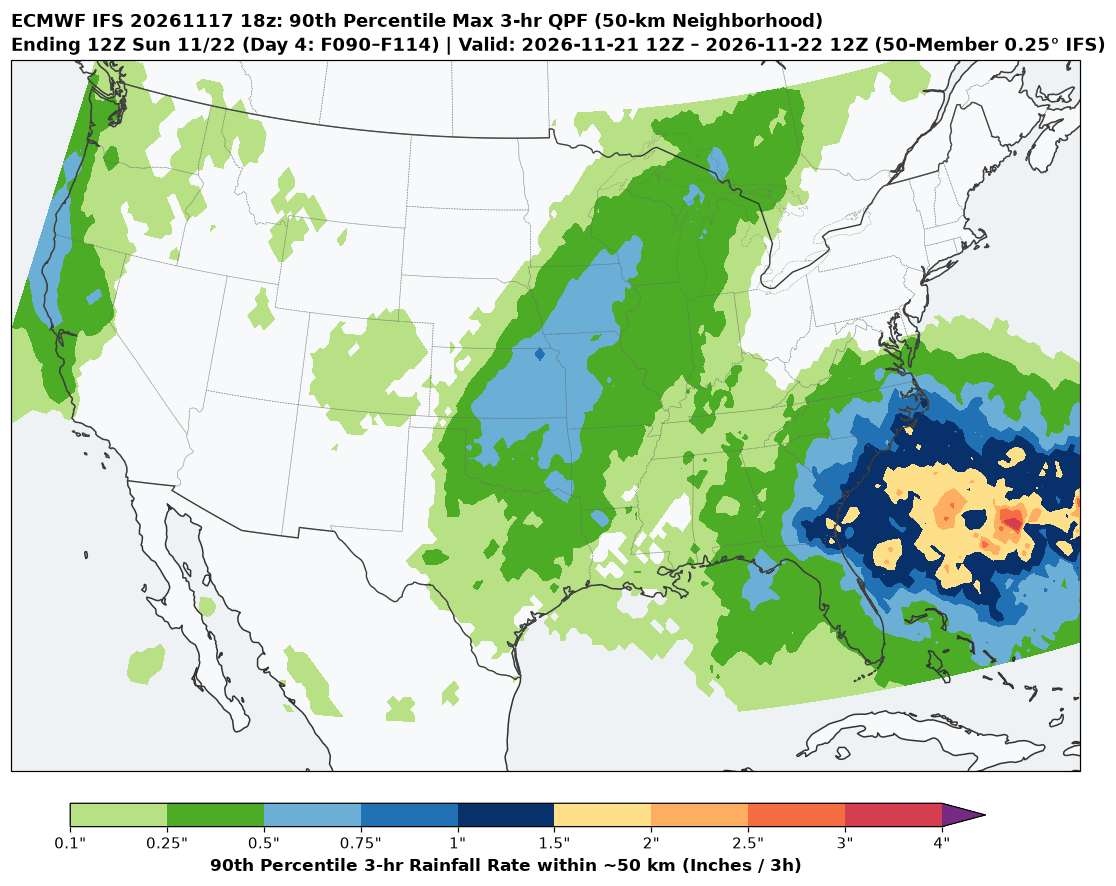 ECMWF IFS 20261117 18z: 90th Percentile Max 3-hr QPF (50-km Neighborhood)
Ending 12Z Sun 11/22 (Day 4: F090–F114) | Valid: 2026-11-21 12Z – 2026-11-22 12Z (50-Member 0.25° IFS)
0.1" 0.25" 0.5" 0.75" 1" 1.5" 2" 2.5" 3" 4"
90th Percentile 3-hr Rainfall Rate within ~50 km (Inches / 3h)